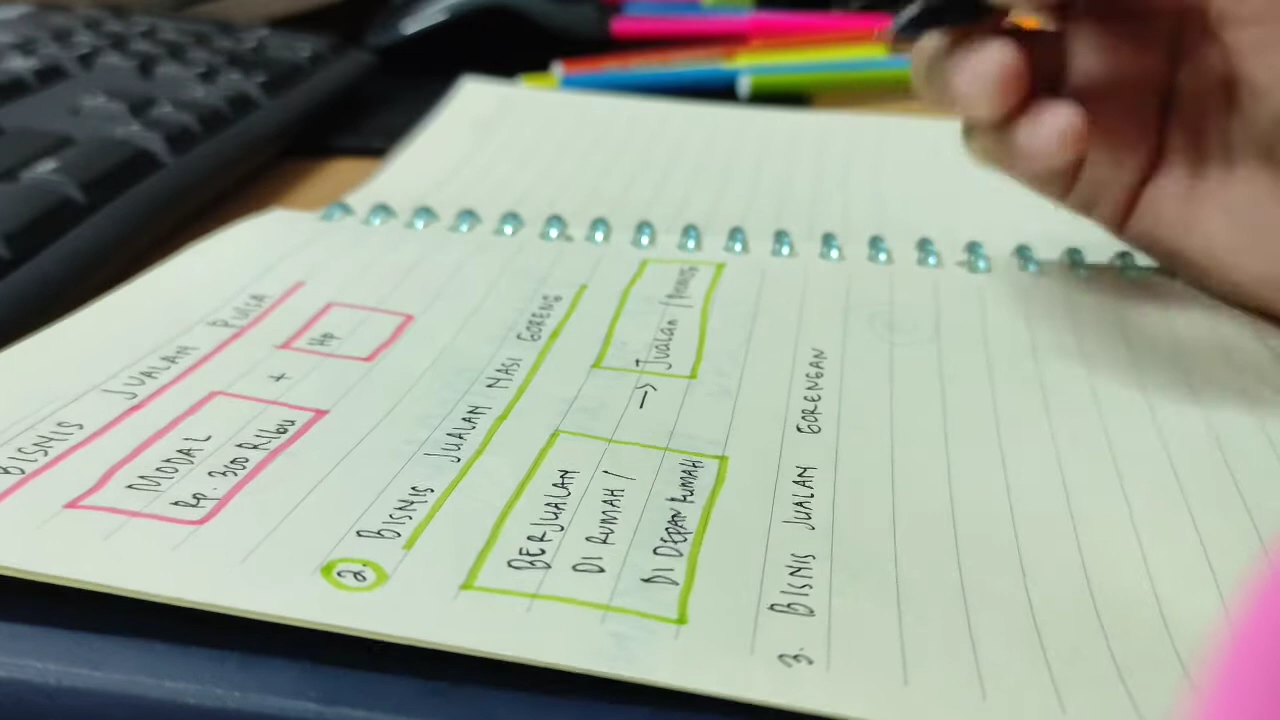 BISNIS JUALAN PULSA
MODAL
Rp. 300 Ribu
+
Hp
2. BISNIS JUALAN NASI GORENG
BERJUALAN
DI RUMAH /
DI DEPAN RUMAH
→ Jualan /
3. BISNIS JUALAN GORENGAN